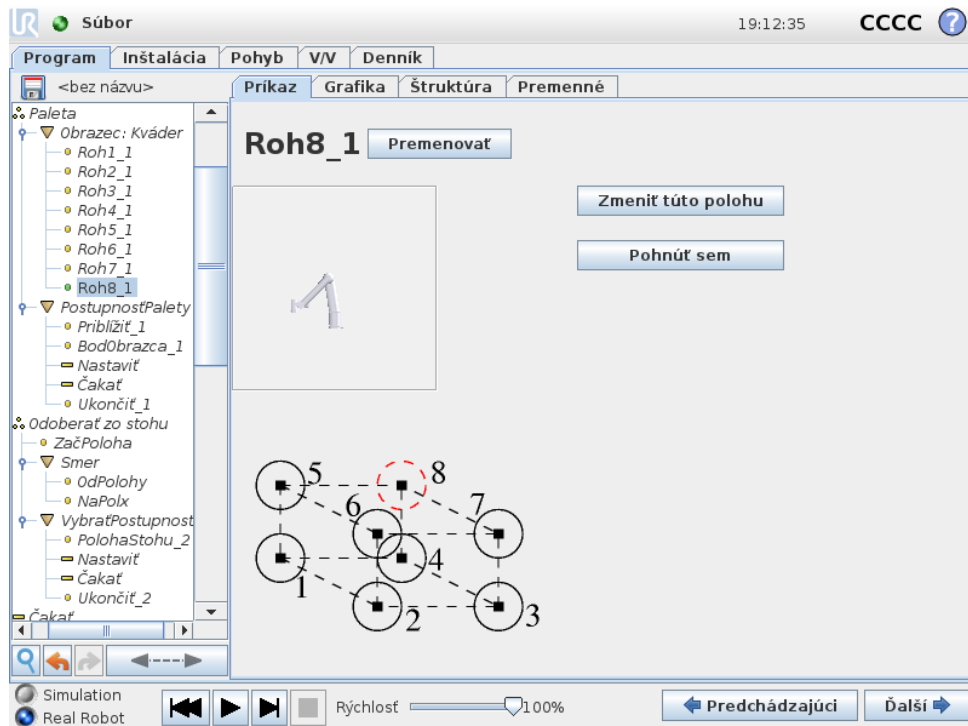 Súbor 19:12:35 CCCC ?
Program Inštalácia Pohyb V/V Denník
<bez názvu> Príkaz Grafika Štruktúra Premenné
Paleta
Obrazec: Kváder
Roh1_1
Roh2_1
Roh3_1
Roh4_1
Roh5_1
Roh6_1
Roh7_1
Roh8_1
PostupnosťPalety
Priblížiť_1
BodObrazca_1
Nastaviť
Čakať
Ukončiť_1
Odoberať zo stohu
ZačPoloha
Smer
OdPolohy
NaPolx
VybraťPostupnost
PolohaStohu_2
Nastaviť
Čakať
Ukončiť_2
Čakať
Roh8_1 Premenovať
Zmeniť túto polohu
Pohnúť sem
5 8
6 7
4
1
2 3
Simulation
Real Robot
Rýchlosť 100%
Predchádzajúci Ďalší